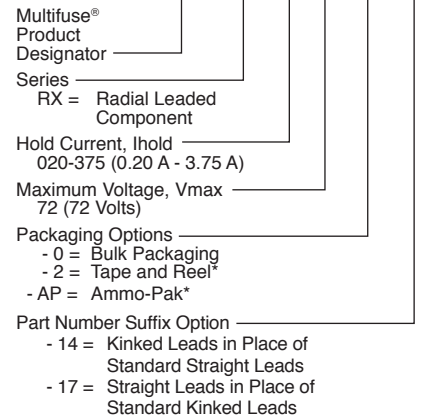 Multifuse®
Product
Designator
Series
RX = Radial Leaded
Component
Hold Current, Ihold
020-375 (0.20 A - 3.75 A)
Maximum Voltage, Vmax
72 (72 Volts)
Packaging Options
- 0 = Bulk Packaging
- 2 = Tape and Reel*
- AP = Ammo-Pak*
Part Number Suffix Option
- 14 = Kinked Leads in Place of
Standard Straight Leads
- 17 = Straight Leads in Place of
Standard Kinked Leads